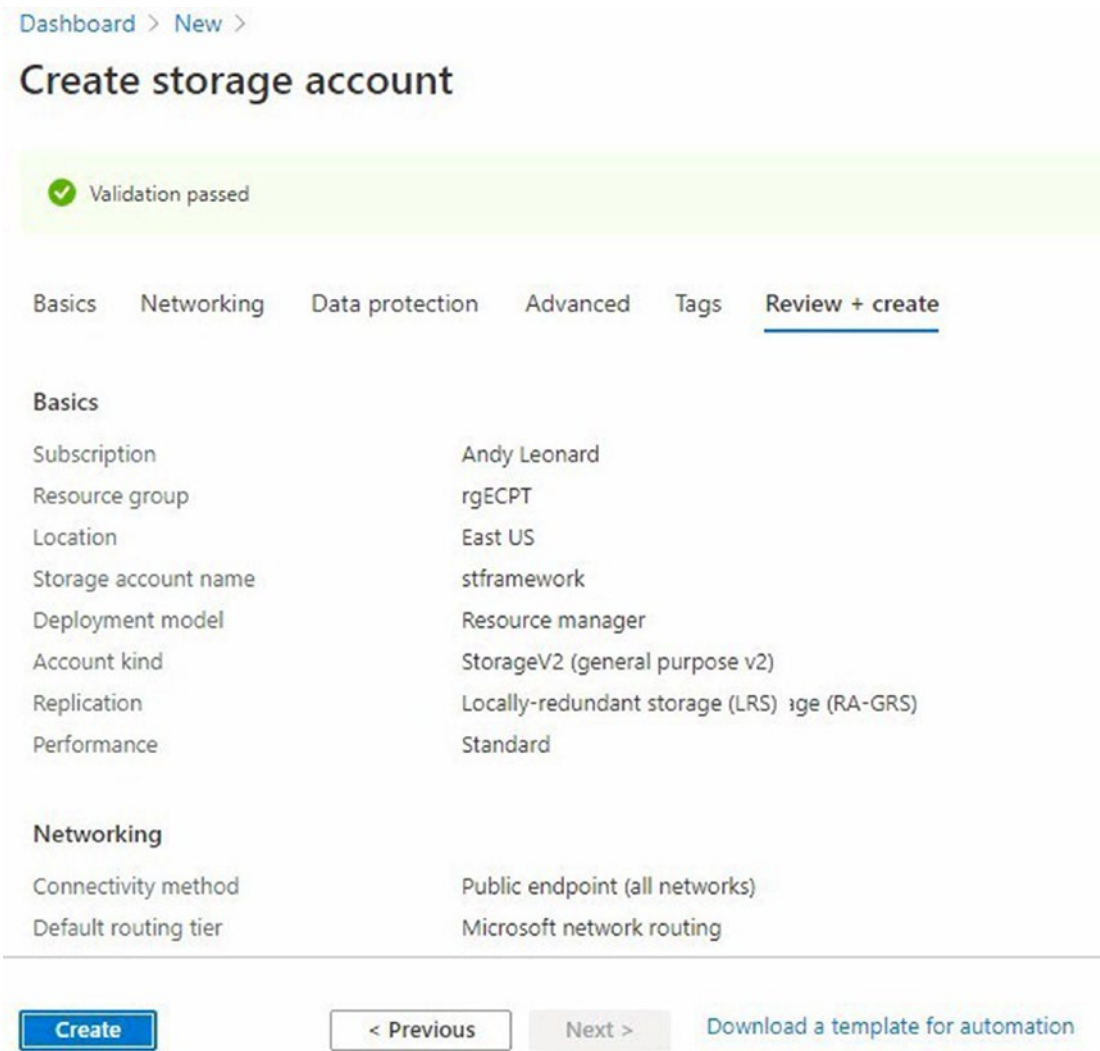 Dashboard > New >
Create storage account
Validation passed
Basics Networking Data protection Advanced Tags Review + create
Basics
Subscription Andy Leonard
Resource group rgECPT
Location East US
Storage account name stframework
Deployment model Resource manager
Account kind StorageV2 (general purpose v2)
Replication Locally-redundant storage (LRS) age (RA-GRS)
Performance Standard
Networking
Connectivity method Public endpoint (all networks)
Default routing tier Microsoft network routing
Create < Previous Next > Download a template for automation